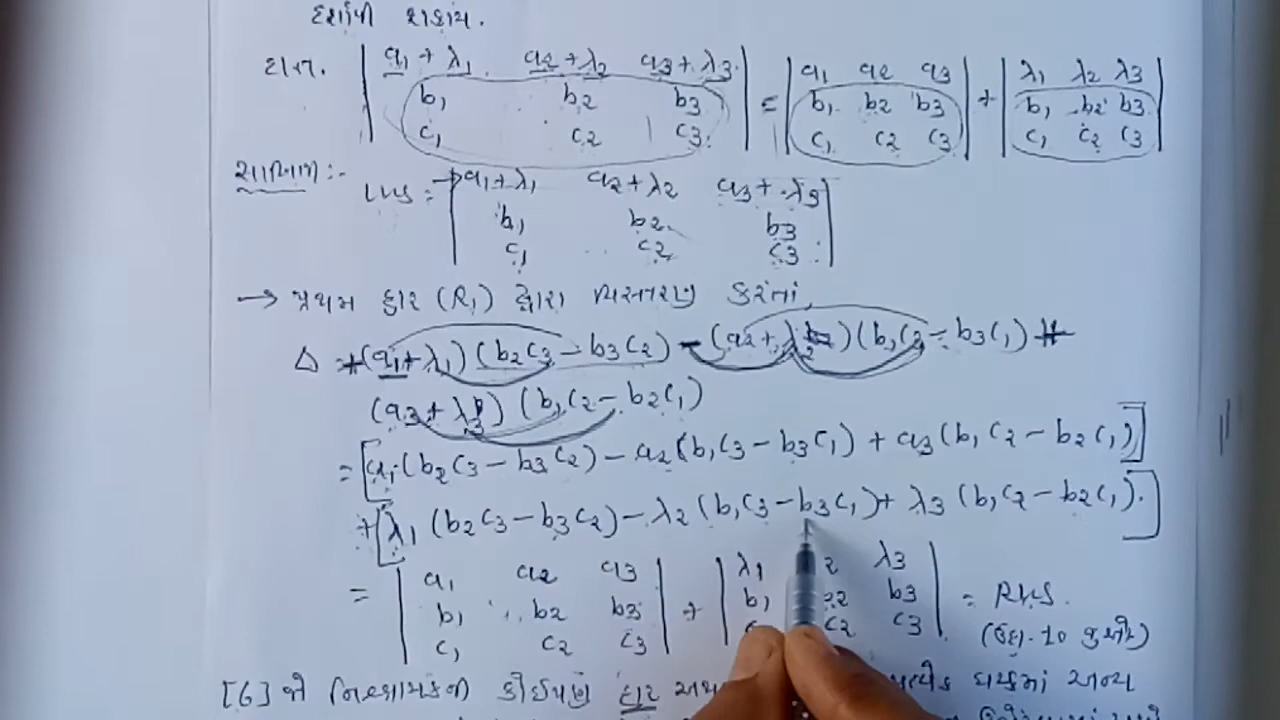 દર્શાવી શકાય.
દા.ત. | a₁ + λ₁ a₂ + λ₂ a₃ + λ₃ | = | a₁ a₂ a₃ | + | λ₁ λ₂ λ₃ |
| b₁ b₂ b₃ | | b₁ b₂ b₃ | | b₁ b₂ b₃ |
| c₁ c₂ c₃ | | c₁ c₂ c₃ | | c₁ c₂ c₃ |
સાબિતી :-
LHS = | a₁ + λ₁ a₂ + λ₂ a₃ + λ₃ |
| b₁ b₂ b₃ |
| c₁ c₂ c₃ |
→ પ્રથમ હાર (R₁) દ્વારા વિસ્તરણ કરતાં,
Δ = +(a₁ + λ₁) (b₂c₃ – b₃c₂) – (a₂ + λ₂) (b₁c₃ – b₃c₁) +
(a₃ + λ₃) (b₁c₂ – b₂c₁)
= [a₁(b₂c₃ – b₃c₂) – a₂(b₁c₃ – b₃c₁) + a₃(b₁c₂ – b₂c₁)]
+ [λ₁ (b₂c₃ – b₃c₂) – λ₂ (b₁c₃ – b₃c₁) + λ₃ (b₁c₂ – b₂c₁).]
= | a₁ a₂ a₃ | + | λ₁ 2 λ₃ |
| b₁ b₂ b₃ | | b₁ 2 b₃ | = RHS.
| c₁ c₂ c₃ | | c₂ c₃ | (ઉદા. 10 જુઓ)
[6] જો નિશ્ચાયકની કોઈપણ હાર પ્રત્યેક ઘટકમાં અન્ય